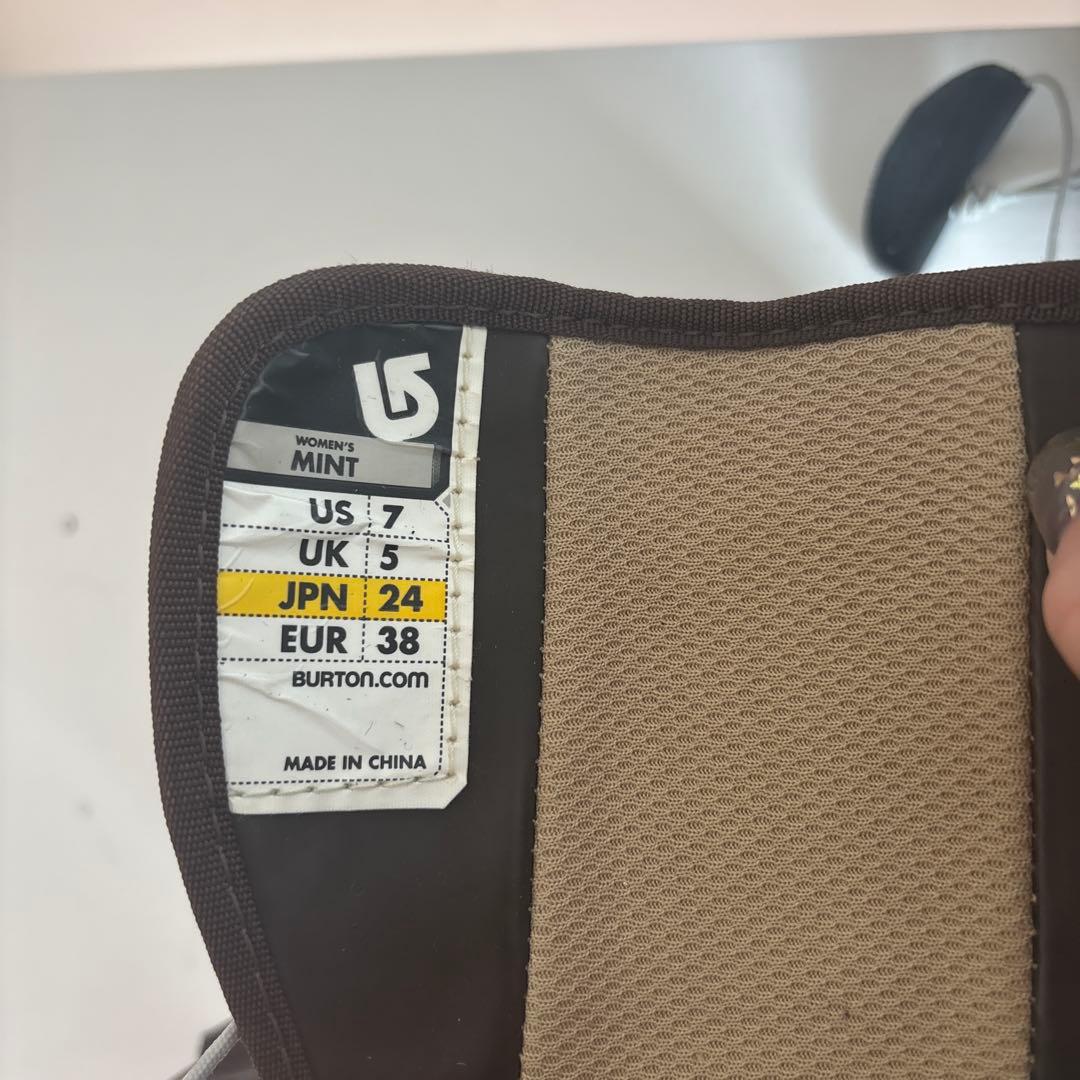 WOMEN'S
MINT
US 7
UK 5
JPN 24
EUR 38
BURTON.COM
MADE IN CHINA